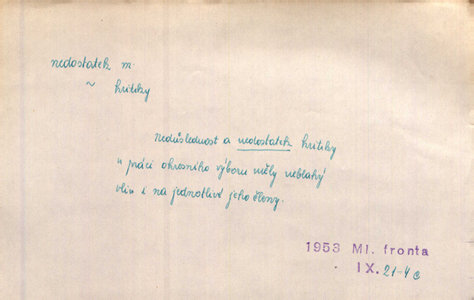 nedostatek m
~ kritiky
Nedůslednost a nedostatek kritiky
v práci okresního výboru měly neblahý
vliv i na jednotlivé jeho členy.
1953 Ml. fronta
IX. 21-4c